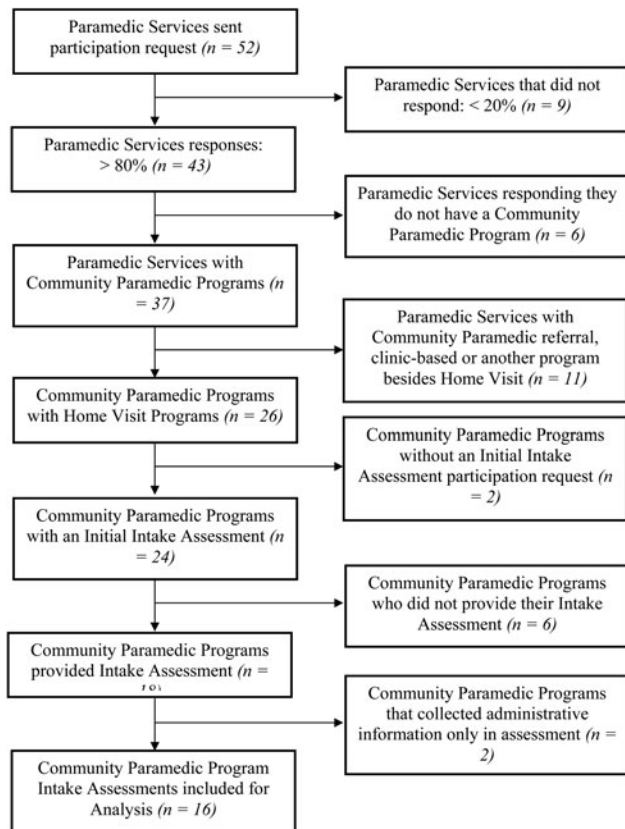 Paramedic Services sent
participation request (n = 52)
Paramedic Services that did not
respond: < 20% (n = 9)
Paramedic Services responses:
> 80% (n = 43)
Paramedic Services responding they
do not have a Community
Paramedic Program (n = 6)
Paramedic Services with
Community Paramedic Programs (n
= 37)
Paramedic Services with
Community Paramedic referral,
clinic-based or another program
besides Home Visit (n = 11)
Community Paramedic Programs
with Home Visit Programs (n = 26)
Community Paramedic Programs
without an Initial Intake
Assessment participation request (n
= 2)
Community Paramedic Programs
with an Initial Intake Assessment (n
= 24)
Community Paramedic Programs
who did not provide their Intake
Assessment (n = 6)
Community Paramedic Programs
provided Intake Assessment (n =
Community Paramedic Programs
that collected administrative
information only in assessment (n =
2)
Community Paramedic Program
Intake Assessments included for
Analysis (n = 16)